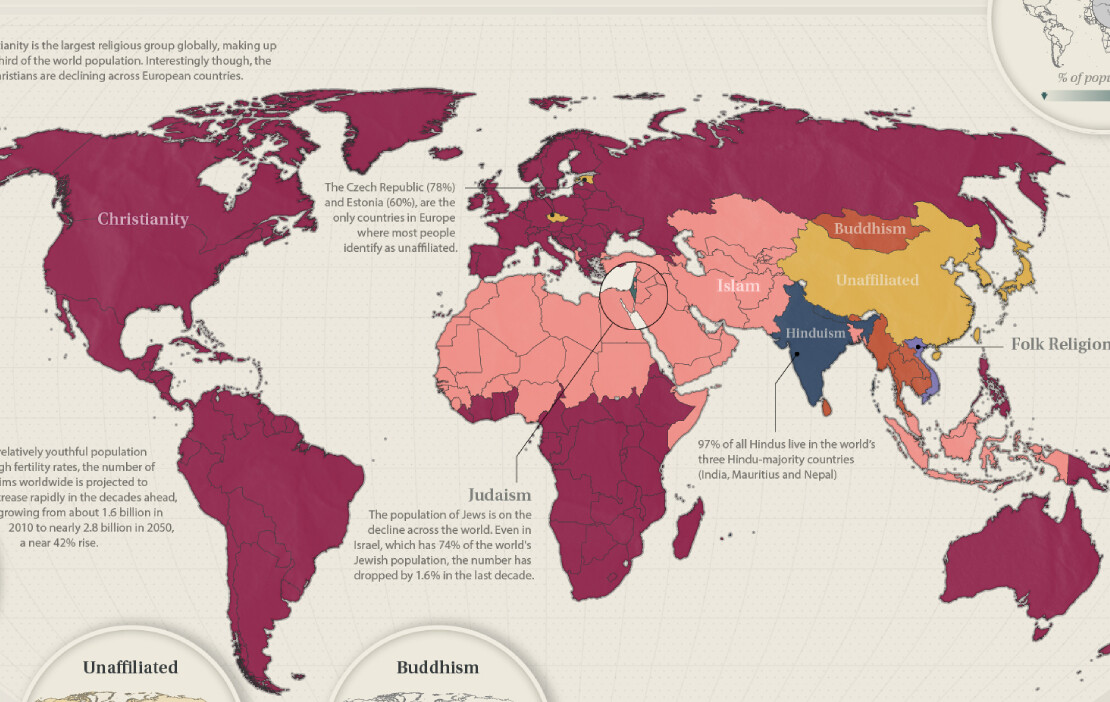 ianity is the largest religious group globally, making up
hird of the world population. Interestingly though, the
ristians are declining across European countries.
% of popu
The Czech Republic (78%)
and Estonia (60%), are the
only countries in Europe
where most people
identify as unaffiliated.
Christianity
Buddhism
Unaffiliated
Islam
Hinduism
Folk Religion
97% of all Hindus live in the world's
three Hindu-majority countries
(India, Mauritius and Nepal)
relatively youthful population
gh fertility rates, the number of
ims worldwide is projected to
crease rapidly in the decades ahead,
growing from about 1.6 billion in
2010 to nearly 2.8 billion in 2050,
a near 42% rise.
Judaism
The population of Jews is on the
decline across the world. Even in
Israel, which has 74% of the world's
Jewish population, the number has
dropped by 1.6% in the last decade.
Unaffiliated
Buddhism